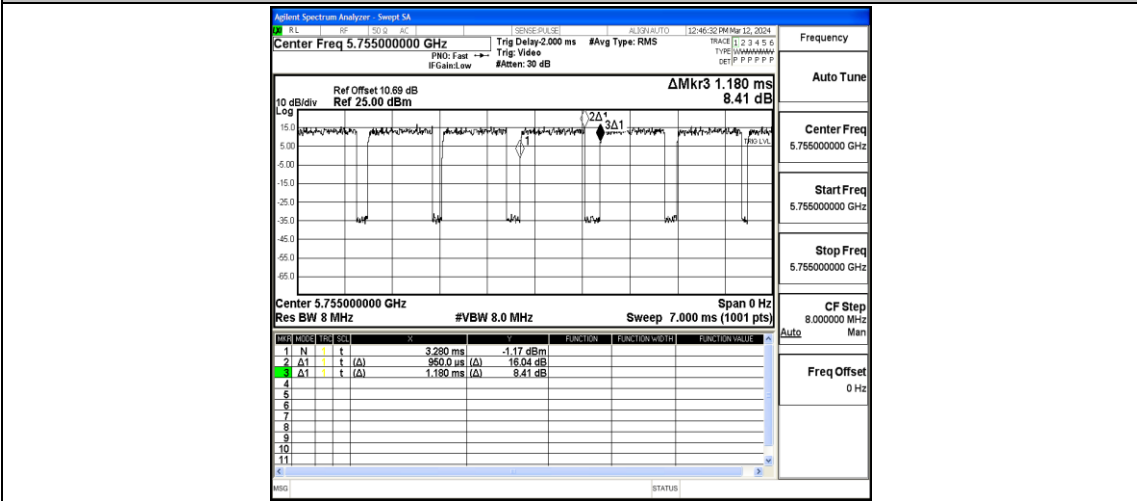 Agilent Spectrum Analyzer - Swept SA
RL RF 50 Ω AC SENSE:PULSE ALIGN AUTO 12:46:32 PM Mar 12, 2024
Center Freq 5.755000000 GHz
Trig Delay-2.000 ms #Avg Type: RMS
TRACE 1 2 3 4 5 6
PNO: Fast Trig: Video
TYPE WWWWWW
IFGain:Low #Atten: 30 dB
DET P P P P P P
ΔMkr3 1.180 ms
8.41 dB
Ref Offset 10.69 dB
10 dB/div Ref 25.00 dBm
Log
15.0
5.00
-5.00
-15.0
-25.0
-35.0
-45.0
-55.0
-65.0
2Δ1
3Δ1
1
TRIG LVL
Center 5.755000000 GHz Span 0 Hz
Res BW 8 MHz #VBW 8.0 MHz Sweep 7.000 ms (1001 pts)
MKR MODE TRC SCL X Y FUNCTION FUNCTION WIDTH FUNCTION VALUE
1 N 1 t 3.280 ms -1.17 dBm
2 Δ1 1 t (Δ) 950.0 us (Δ) 16.04 dB
3 Δ1 1 t (Δ) 1.180 ms (Δ) 8.41 dB
4
5
6
7
8
9
10
11
MSG STATUS
Frequency
Auto Tune
Center Freq
5.755000000 GHz
Start Freq
5.755000000 GHz
Stop Freq
5.755000000 GHz
CF Step
8.000000 MHz
Auto Man
Freq Offset
0 Hz